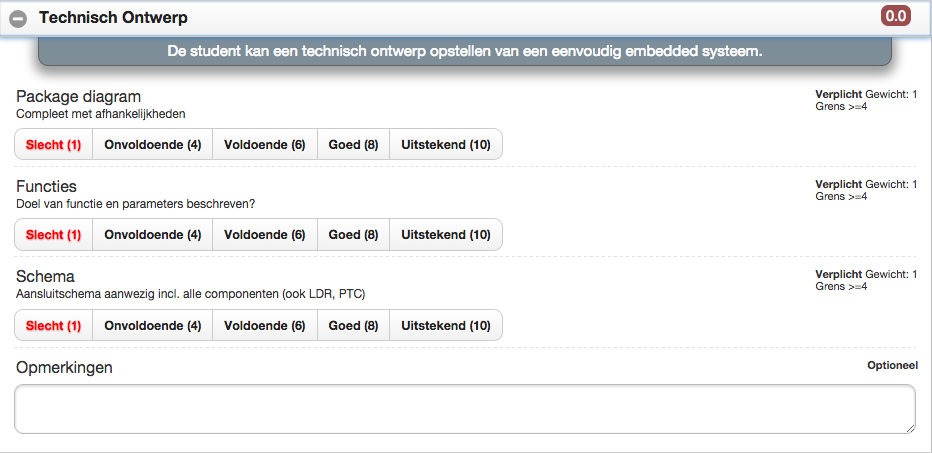 Technisch Ontwerp 0.0
De student kan een technisch ontwerp opstellen van een eenvoudig embedded systeem.
Package diagram Verplicht Gewicht: 1
Compleet met afhankelijkheden Grens >=4
Slecht (1) Onvoldoende (4) Voldoende (6) Goed (8) Uitstekend (10)
Functies Verplicht Gewicht: 1
Doel van functie en parameters beschreven? Grens >=4
Slecht (1) Onvoldoende (4) Voldoende (6) Goed (8) Uitstekend (10)
Schema Verplicht Gewicht: 1
Aansluitschema aanwezig incl. alle componenten (ook LDR, PTC) Grens >=4
Slecht (1) Onvoldoende (4) Voldoende (6) Goed (8) Uitstekend (10)
Opmerkingen Optioneel